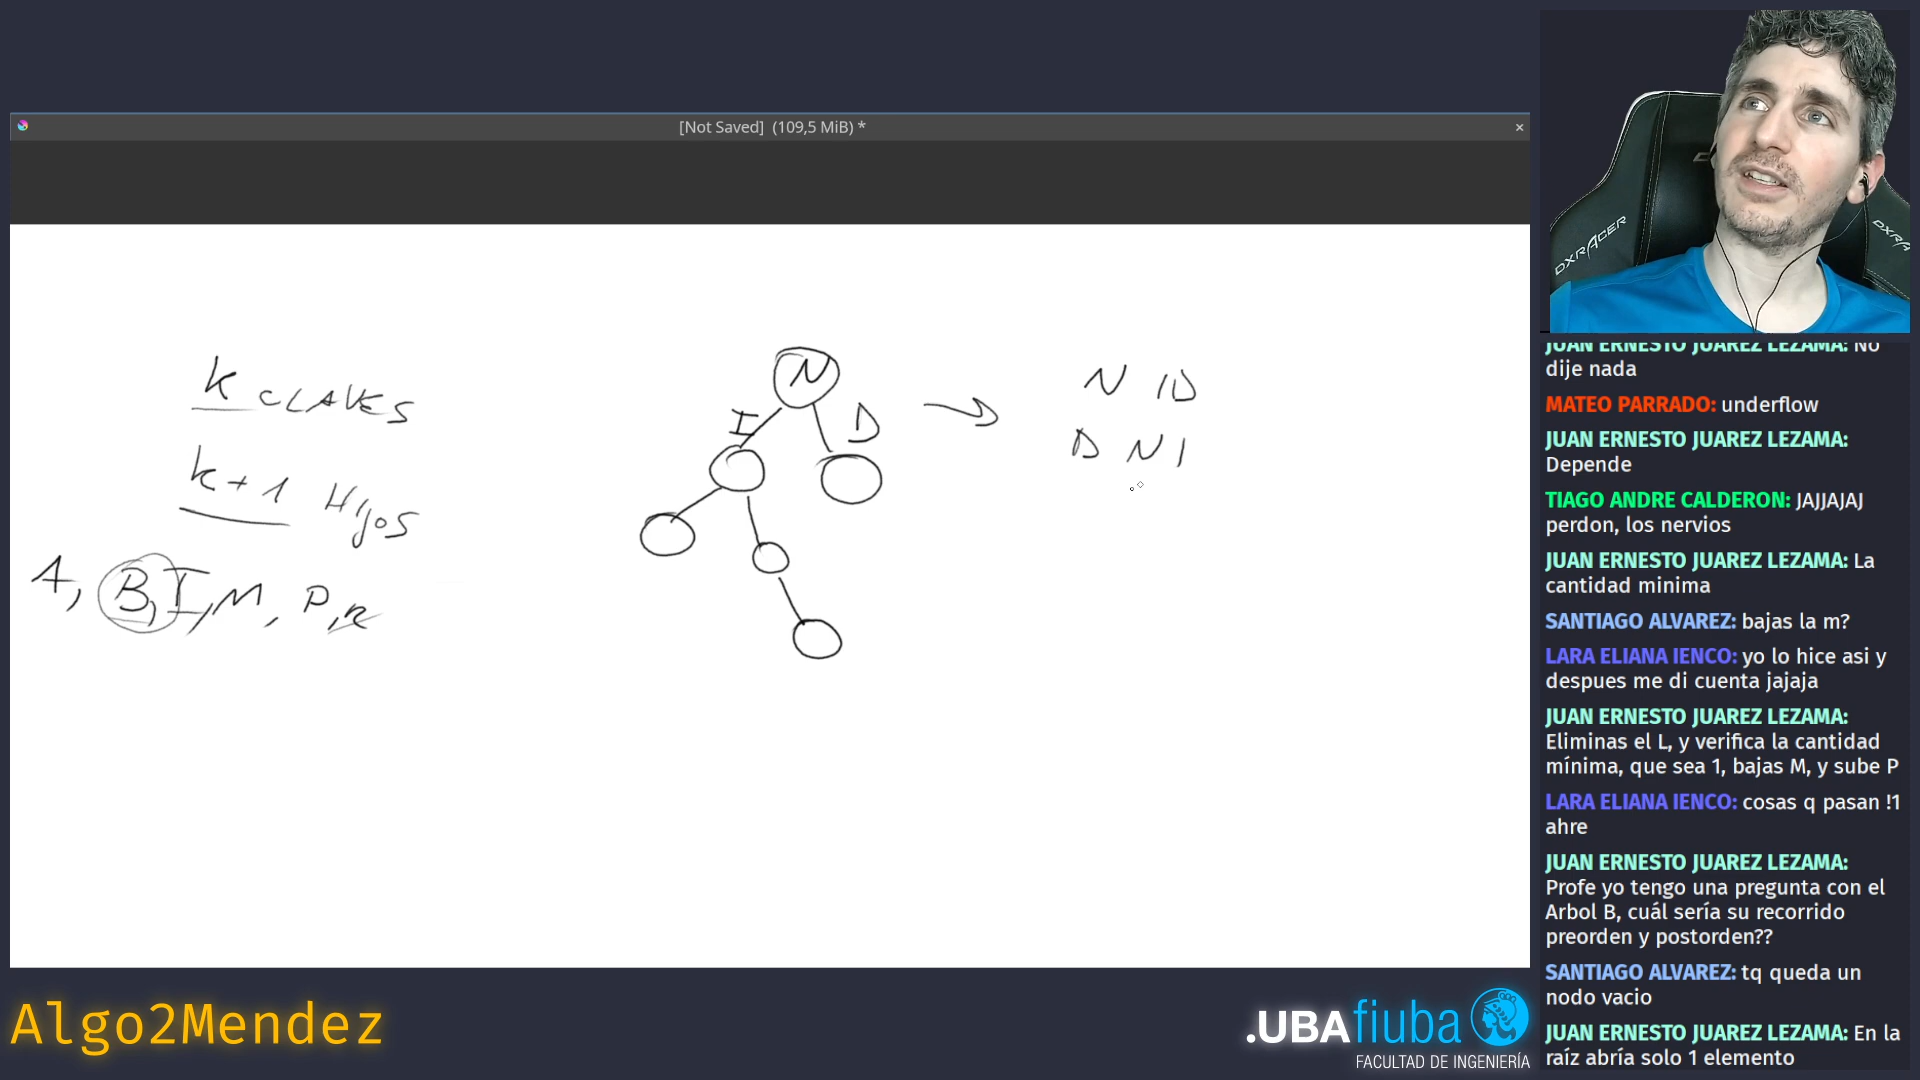 [Not Saved] (109,5 MiB) *
×
k CLAVES
k+1 HIJOS
A, B, I, M, P, R
N
I
D
N ID
D NI
DXRACER
JUAN ERNESTO JUAREZ LEZAMA: No
dije nada
MATEO PARRADO: underflow
JUAN ERNESTO JUAREZ LEZAMA:
Depende
TIAGO ANDRE CALDERON: JAJJAJAJ
perdon, los nervios
JUAN ERNESTO JUAREZ LEZAMA: La
cantidad minima
SANTIAGO ALVAREZ: bajas la m?
LARA ELIANA IENCO: yo lo hice asi y
despues me di cuenta jajaja
JUAN ERNESTO JUAREZ LEZAMA:
Eliminas el L, y verifica la cantidad
mínima, que sea 1, bajas M, y sube P
LARA ELIANA IENCO: cosas q pasan !1
ahre
JUAN ERNESTO JUAREZ LEZAMA:
Profe yo tengo una pregunta con el
Arbol B, cuál sería su recorrido
preorden y postorden??
SANTIAGO ALVAREZ: tq queda un
nodo vacio
JUAN ERNESTO JUAREZ LEZAMA: En la
raíz abría solo 1 elemento
Algo2Mendez
.UBAfiuba
FACULTAD DE INGENIERÍA